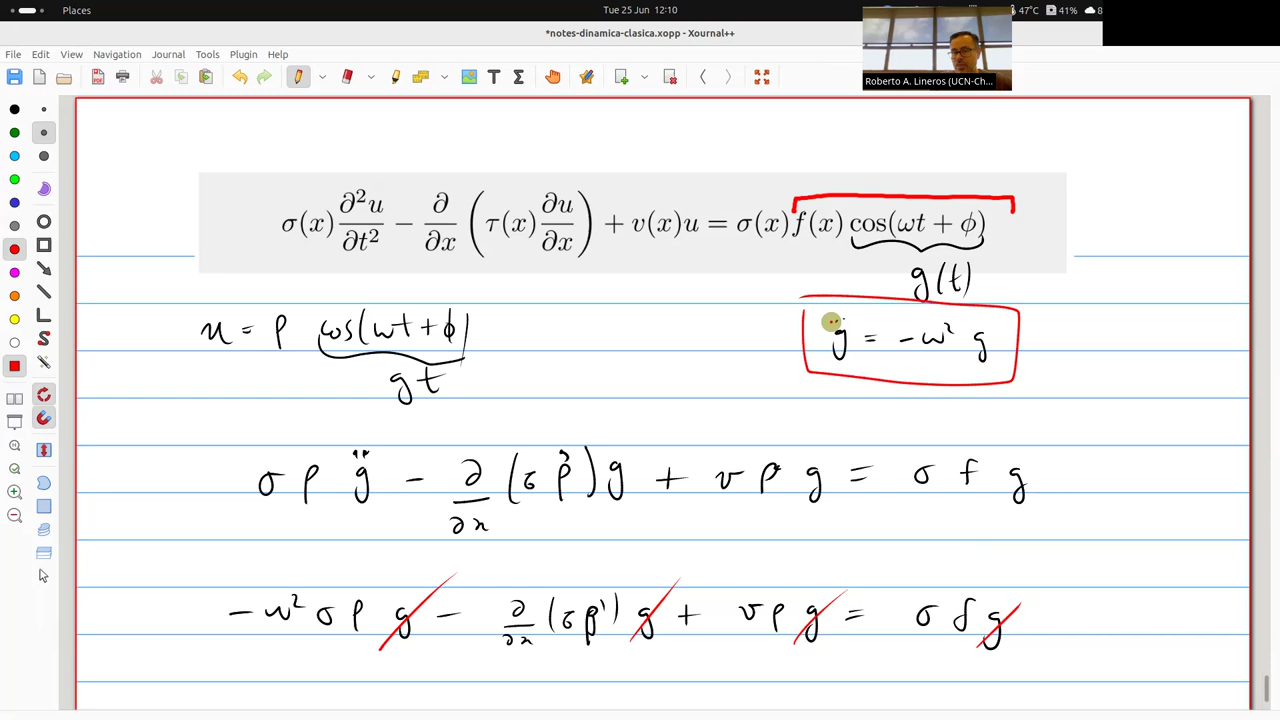 Places
Tue 25 Jun 12:10
47°C 41% 8
*notes-dinamica-clasica.xopp - Xournal++
File Edit View Navigation Journal Tools Plugin Help
Roberto A. Lineros (UCN-Ch...
σ(x) ∂²u/∂t² − ∂/∂x (τ(x) ∂u/∂x) + v(x)u = σ(x)f(x) cos(ωt + ϕ)
g(t)
u = ρ cos(ωt + ϕ)
g t
g̈ = −ω² g
σ ρ g̈ − ∂/∂x (σ ρ') g + v ρ g = σ f g
−ω² σ ρ g − ∂/∂x (σ ρ') g + v ρ g = σ f g